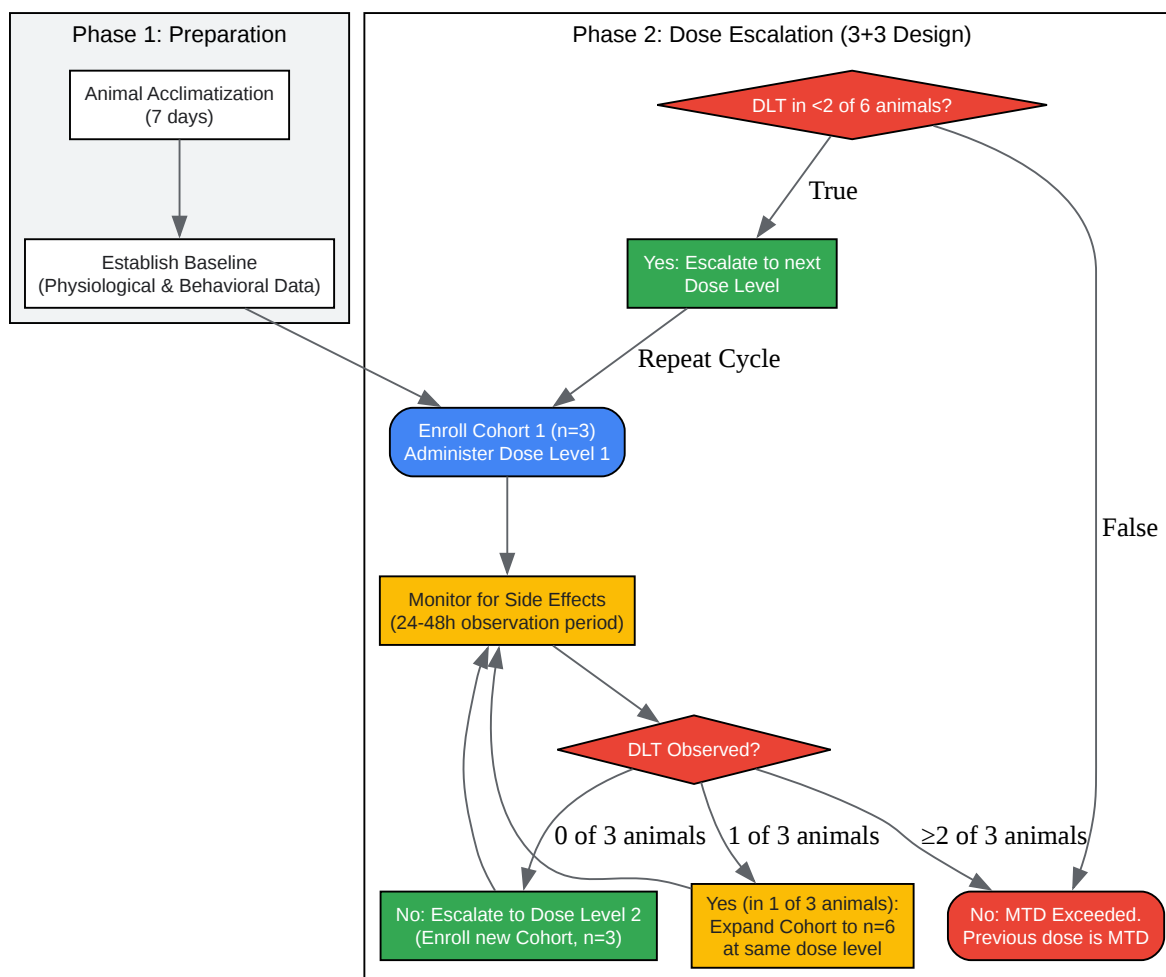 Phase 1: Preparation
Animal Acclimatization
(7 days)
Establish Baseline
(Physiological & Behavioral Data)
Phase 2: Dose Escalation (3+3 Design)
DLT in <2 of 6 animals?
True
Yes: Escalate to next
Dose Level
Repeat Cycle
Enroll Cohort 1 (n=3)
Administer Dose Level 1
False
Monitor for Side Effects
(24-48h observation period)
DLT Observed?
0 of 3 animals
1 of 3 animals
≥2 of 3 animals
No: Escalate to Dose Level 2
(Enroll new Cohort, n=3)
Yes (in 1 of 3 animals):
Expand Cohort to n=6
at same dose level
No: MTD Exceeded.
Previous dose is MTD